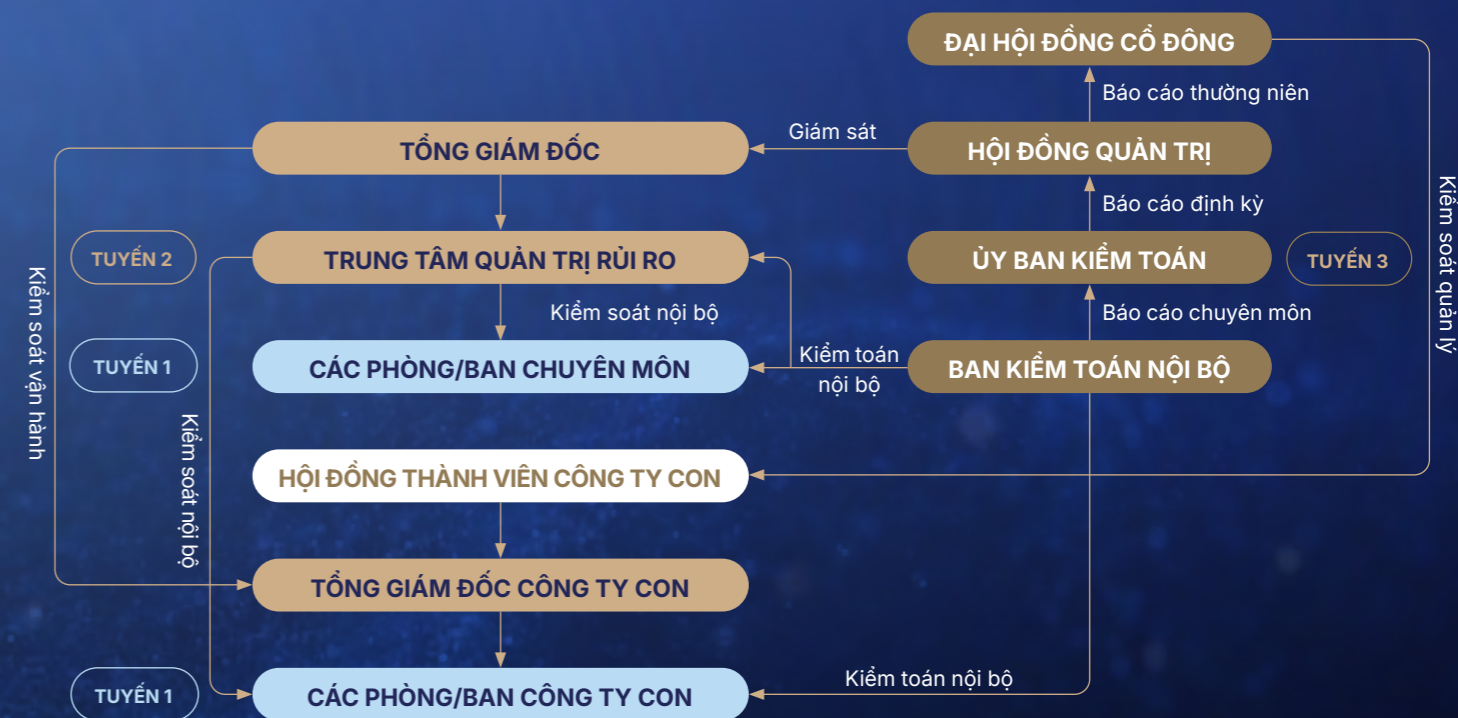 ĐẠI HỘI ĐỒNG CỔ ĐÔNG
Báo cáo thường niên
TỔNG GIÁM ĐỐC
Giám sát
HỘI ĐỒNG QUẢN TRỊ
Báo cáo định kỳ
TUYẾN 2
TRUNG TÂM QUẢN TRỊ RỦI RO
ỦY BAN KIỂM TOÁN
TUYẾN 3
Kiểm soát quản lý
Kiểm soát vận hành
Kiểm soát nội bộ
Báo cáo chuyên môn
TUYẾN 1
CÁC PHÒNG/BAN CHUYÊN MÔN
Kiểm toán
nội bộ
BAN KIỂM TOÁN NỘI BỘ
Kiểm soát nội bộ
HỘI ĐỒNG THÀNH VIÊN CÔNG TY CON
TỔNG GIÁM ĐỐC CÔNG TY CON
TUYẾN 1
CÁC PHÒNG/BAN CÔNG TY CON
Kiểm toán nội bộ